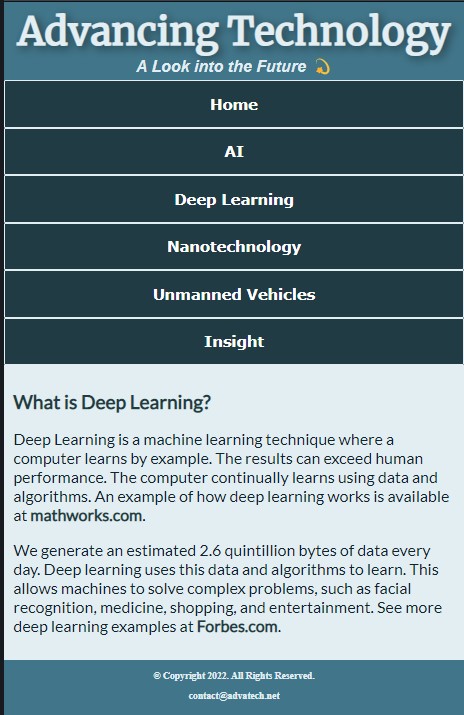 Advancing Technology
A Look into the Future 💫
Home
AI
Deep Learning
Nanotechnology
Unmanned Vehicles
Insight
What is Deep Learning?
Deep Learning is a machine learning technique where a
computer learns by example. The results can exceed human
performance. The computer continually learns using data and
algorithms. An example of how deep learning works is available
at mathworks.com.
We generate an estimated 2.6 quintillion bytes of data every
day. Deep learning uses this data and algorithms to learn. This
allows machines to solve complex problems, such as facial
recognition, medicine, shopping, and entertainment. See more
deep learning examples at Forbes.com.
© Copyright 2022. All Rights Reserved.
contact@advatech.net